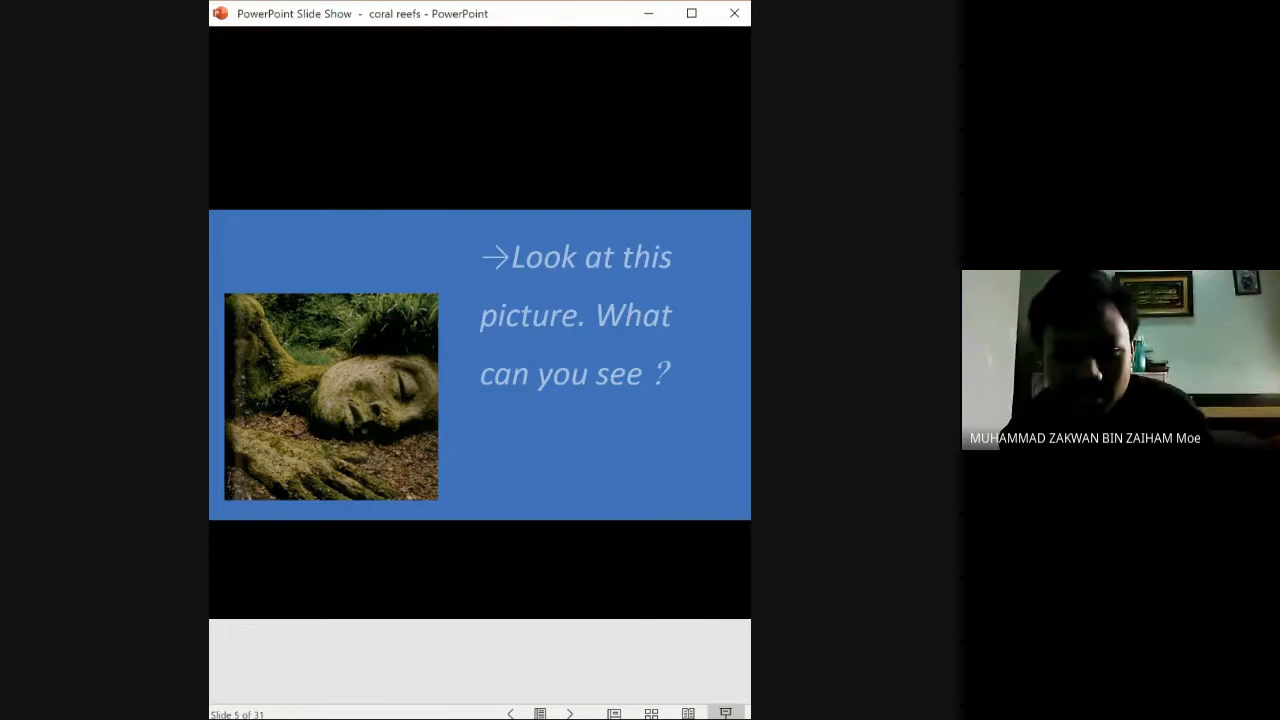 PowerPoint Slide Show - coral reefs - PowerPoint
→Look at this
picture. What
can you see ?
MUHAMMAD ZAKWAN BIN ZAIHAM Moe
Slide 5 of 31